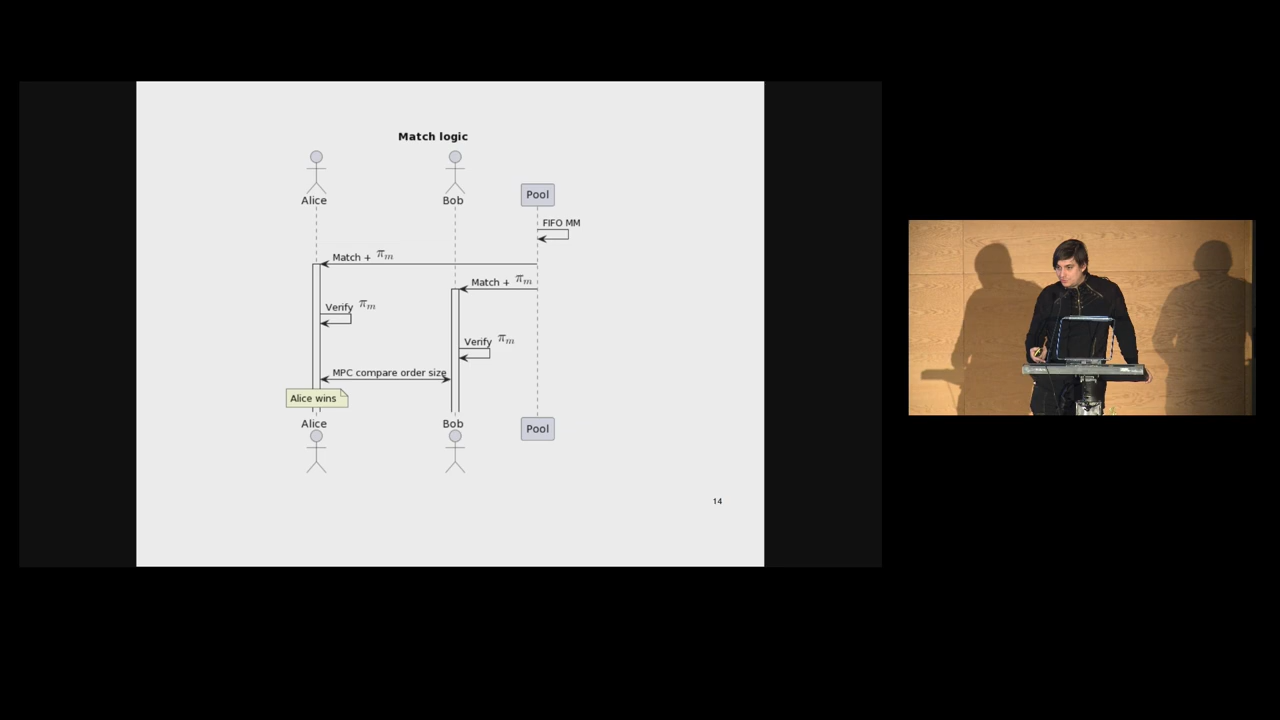 Match logic
Alice
Bob
Pool
FIFO MM
Match + πm
Match + πm
Verify πm
Verify πm
MPC compare order size
Alice wins
Alice
Bob
Pool
14